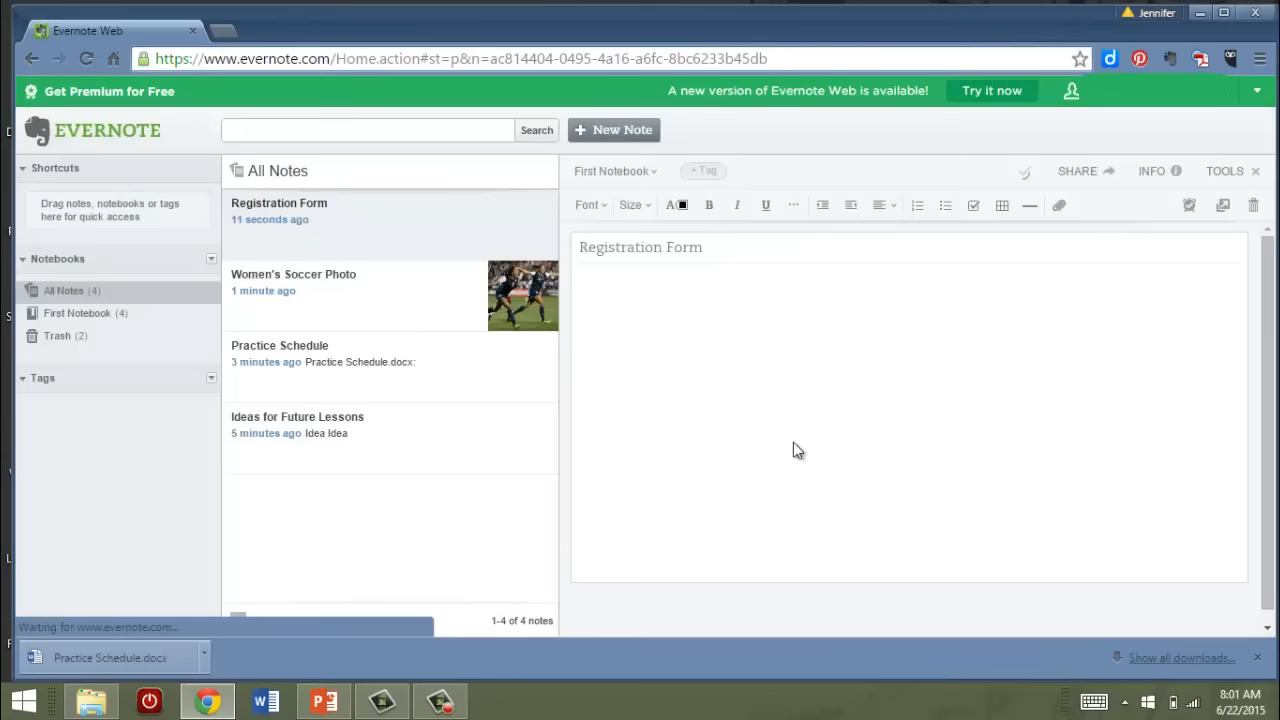 Jennifer
Evernote Web
https://www.evernote.com/Home.action#st=p&n=ac814404-0495-4a16-a6fc-8bc6233b45db
Get Premium for Free
A new version of Evernote Web is available!
Try it now
EVERNOTE
Search
+ New Note
Shortcuts
Drag notes, notebooks or tags
here for quick access
Notebooks
All Notes (4)
First Notebook (4)
Trash (2)
Tags
All Notes
Registration Form
11 seconds ago
Women's Soccer Photo
1 minute ago
Practice Schedule
3 minutes ago Practice Schedule.docx:
Ideas for Future Lessons
5 minutes ago Idea Idea
1-4 of 4 notes
First Notebook
+ Tag
SHARE
INFO
TOOLS
Font
Size
A
B
I
U
Registration Form
Waiting for www.evernote.com...
Practice Schedule.docx
Show all downloads...
8:01 AM
6/22/2015